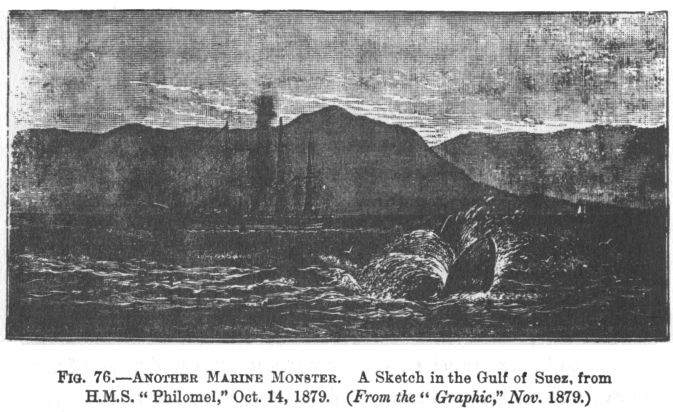 Fig. 76.—Another Marine Monster. A Sketch in the Gulf of Suez, from
H.M.S. “Philomel,” Oct. 14, 1879. (From the “Graphic,” Nov. 1879.)